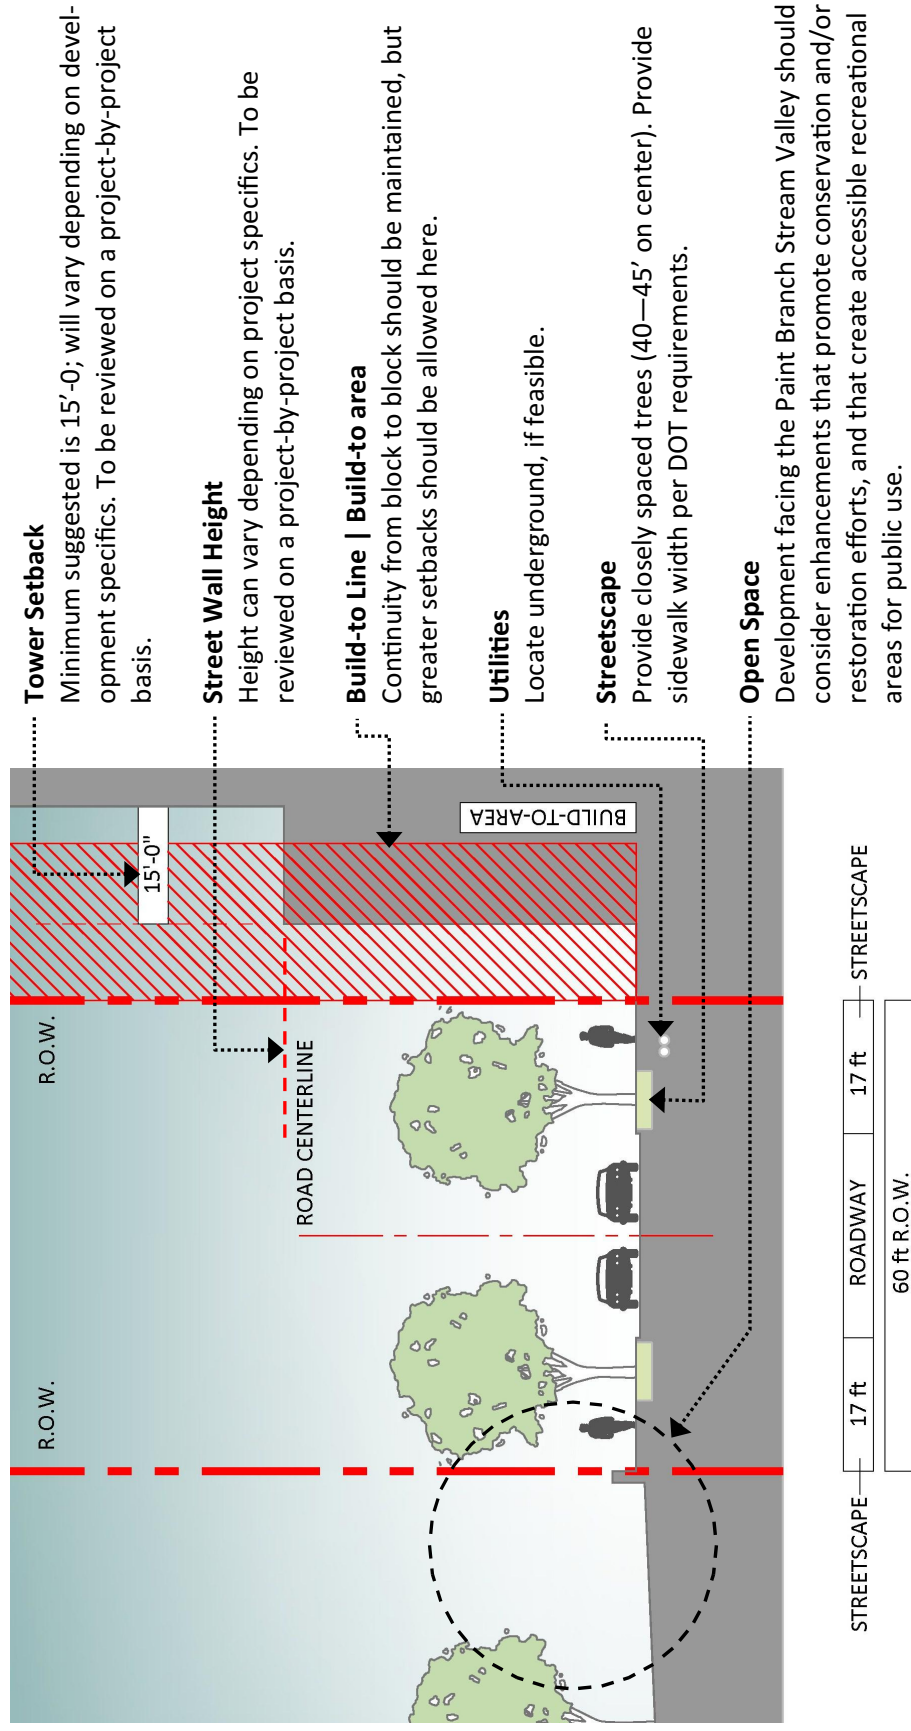 R.O.W.
R.O.W.
15'-0"
ROAD CENTERLINE
BUILD-TO-AREA
STREETSCAPE
17 ft
ROADWAY
17 ft
STREETSCAPE
60 ft R.O.W.
Tower Setback
Minimum suggested is 15’-0; will vary depending on devel-
opment specifics. To be reviewed on a project-by-project
basis.
Street Wall Height
Height can vary depending on project specifics. To be
reviewed on a project-by-project basis.
Build-to Line | Build-to area
Continuity from block to block should be maintained, but
greater setbacks should be allowed here.
Utilities
Locate underground, if feasible.
Streetscape
Provide closely spaced trees (40—45’ on center). Provide
sidewalk width per DOT requirements.
Open Space
Development facing the Paint Branch Stream Valley should
consider enhancements that promote conservation and/or
restoration efforts, and that create accessible recreational
areas for public use.